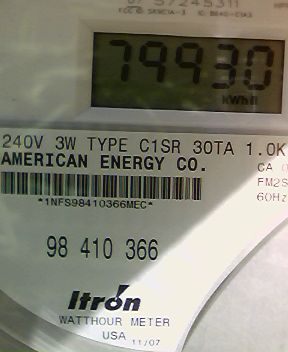 57245311
79930
kWh
240V 3W TYPE C1SR 30TA 1.0K
AMERICAN ENERGY CO.
CA
FM2S
60Hz
*1NFS98410366MEC*
98 410 366
Itron
WATTHOUR METER
USA 11/07